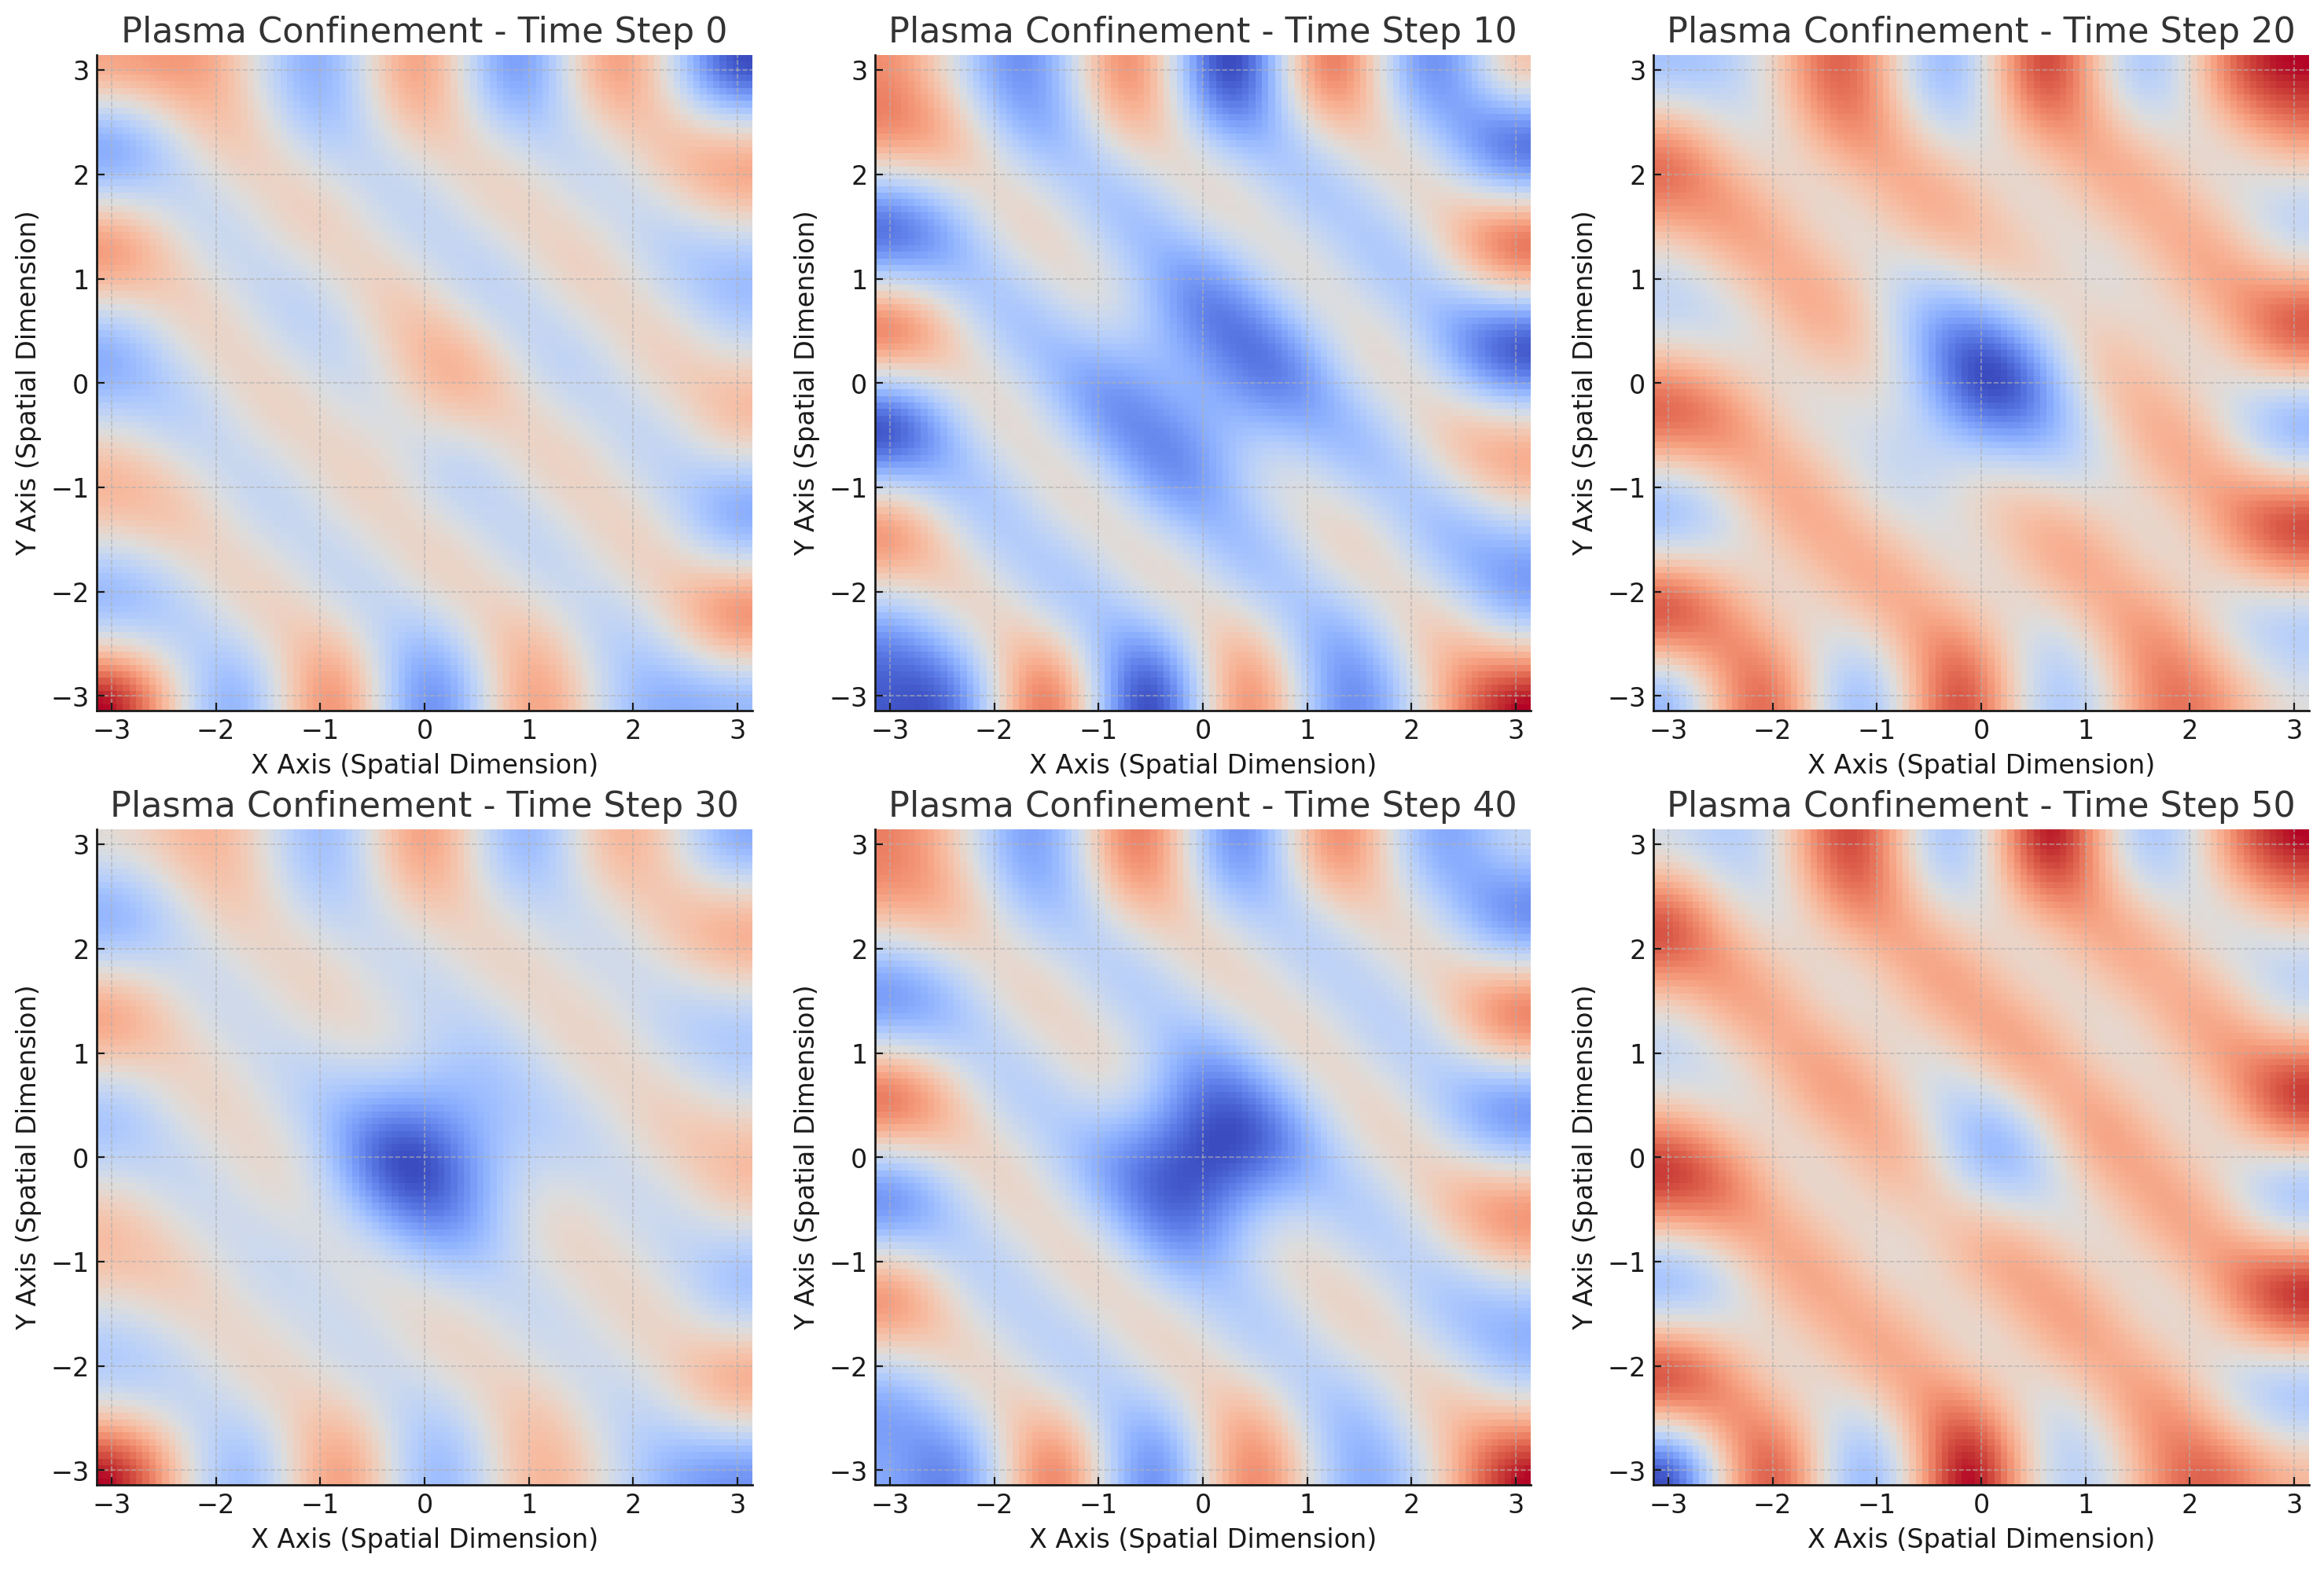 Plasma Confinement - Time Step 0
3
2
1
0
−1
−2
−3
Y Axis (Spatial Dimension)
−3 −2 −1 0 1 2 3
X Axis (Spatial Dimension)
Plasma Confinement - Time Step 10
3
2
1
0
−1
−2
−3
Y Axis (Spatial Dimension)
−3 −2 −1 0 1 2 3
X Axis (Spatial Dimension)
Plasma Confinement - Time Step 20
3
2
1
0
−1
−2
−3
Y Axis (Spatial Dimension)
−3 −2 −1 0 1 2 3
X Axis (Spatial Dimension)
Plasma Confinement - Time Step 30
3
2
1
0
−1
−2
−3
Y Axis (Spatial Dimension)
−3 −2 −1 0 1 2 3
X Axis (Spatial Dimension)
Plasma Confinement - Time Step 40
3
2
1
0
−1
−2
−3
Y Axis (Spatial Dimension)
−3 −2 −1 0 1 2 3
X Axis (Spatial Dimension)
Plasma Confinement - Time Step 50
3
2
1
0
−1
−2
−3
Y Axis (Spatial Dimension)
−3 −2 −1 0 1 2 3
X Axis (Spatial Dimension)